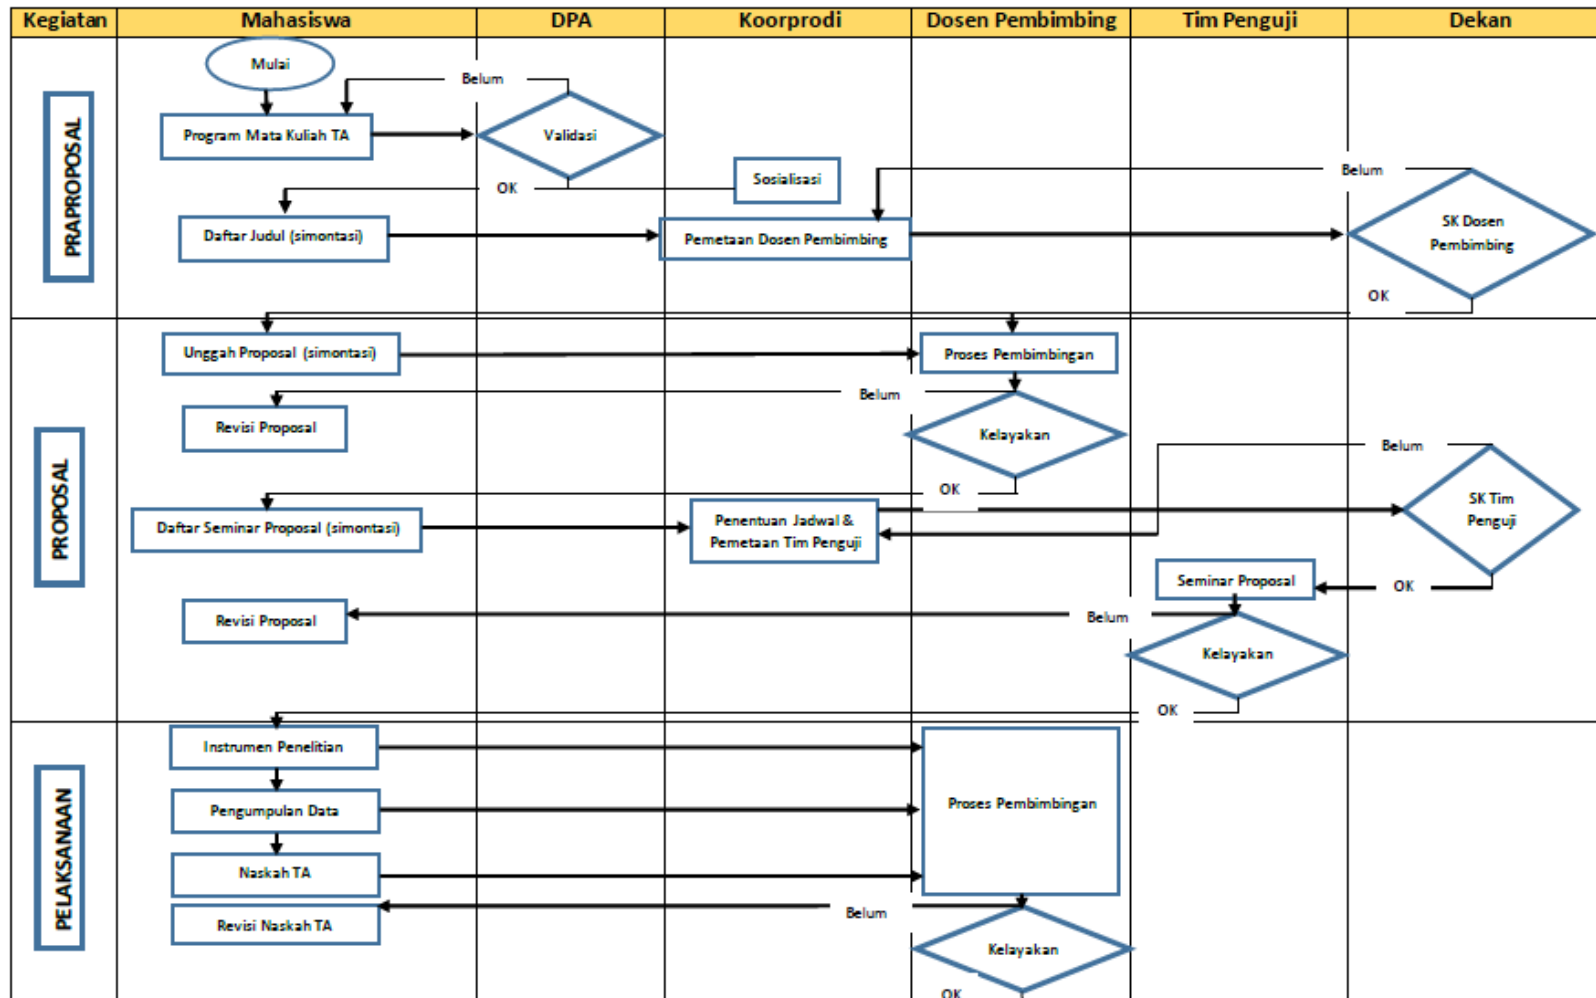 Kegiatan
Mahasiswa
DPA
Koorprodi
Dosen Pembimbing
Tim Penguji
Dekan
PRAPROPOSAL
Mulai
Belum
Program Mata Kuliah TA
Validasi
Sosialisasi
Belum
OK
Daftar Judul (simontasi)
Pemetaan Dosen Pembimbing
SK Dosen
Pembimbing
OK
PROPOSAL
Unggah Proposal (simontasi)
Proses Pembimbingan
Belum
Revisi Proposal
Kelayakan
Belum
OK
Daftar Seminar Proposal (simontasi)
Penentuan Jadwal &
Pemetaan Tim Penguji
SK Tim
Penguji
Seminar Proposal
OK
Revisi Proposal
Belum
Kelayakan
OK
PELAKSANAAN
Instrumen Penelitian
Pengumpulan Data
Proses Pembimbingan
Naskah TA
Belum
Revisi Naskah TA
Kelayakan
OK